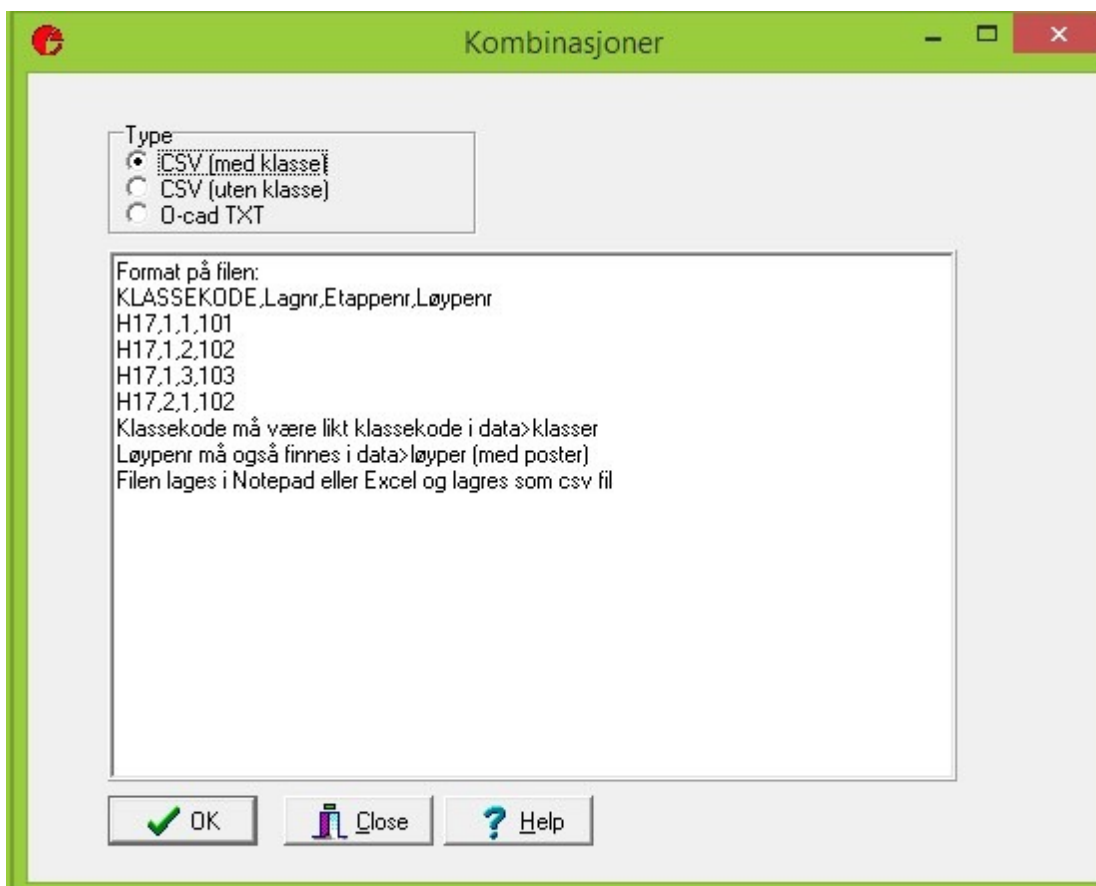 Kombinasjoner
Type
CSV (med klasse)
CSV (uten klasse)
O-cad TXT
Format på filen:
KLASSEKODE,Lagnr,Etappenr,Løypenr
H17,1,1,101
H17,1,2,102
H17,1,3,103
H17,2,1,102
Klassekode må være likt klassekode i data>klasser
Løypenr må også finnes i data>løyper (med poster)
Filen lages i Notepad eller Excel og lagres som csv fil
OK Close Help